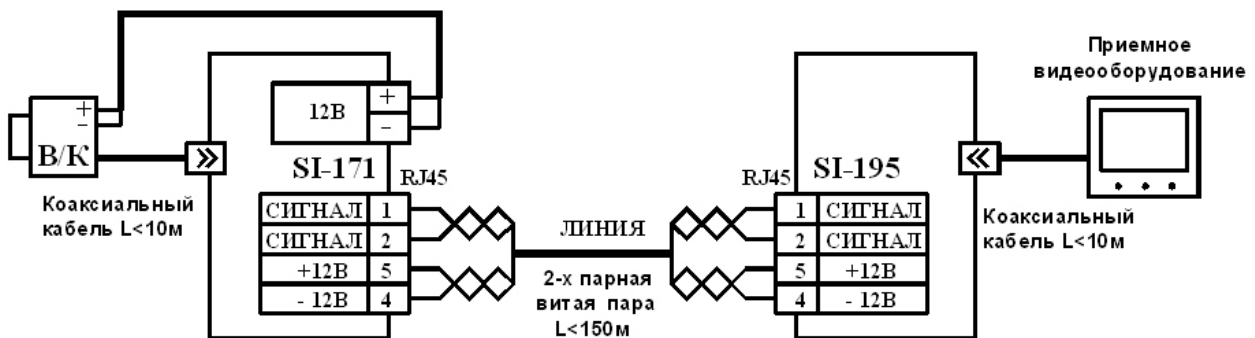 Приемное
видеооборудование
+
-
В/К
12В
+
-
SI-171
RJ45
СИГНАЛ 1
СИГНАЛ 2
+12В 5
- 12В 4
Коаксиальный
кабель L<10м
ЛИНИЯ
2-х парная
витая пара
L<150м
SI-195
RJ45
1 СИГНАЛ
2 СИГНАЛ
5 +12В
4 - 12В
Коаксиальный
кабель L<10м